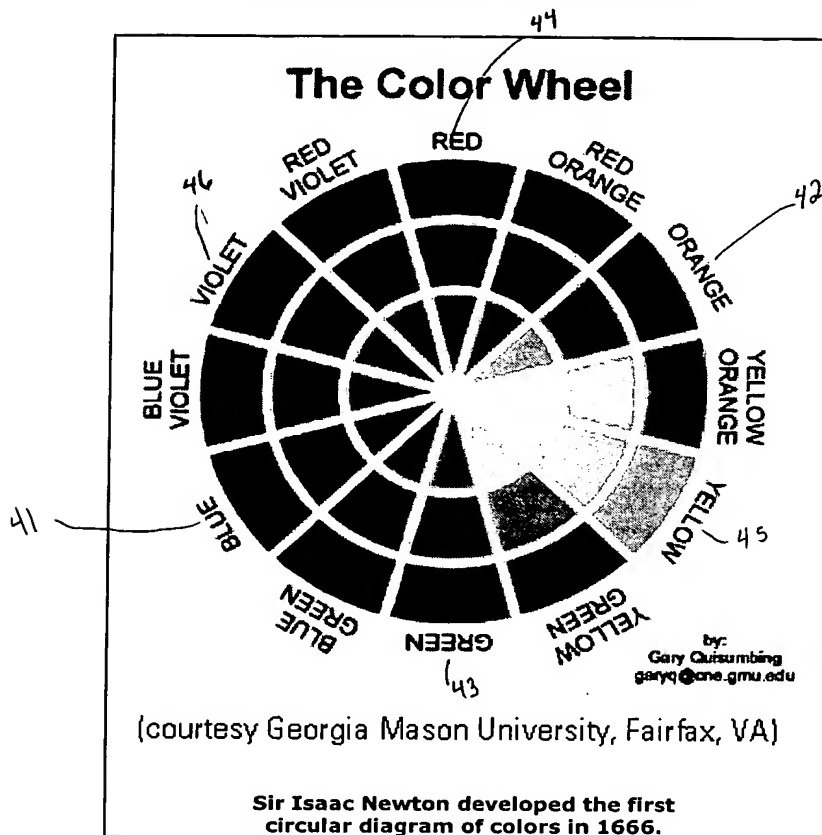 44
The Color Wheel
RED
RED
VIOLET
RED
ORANGE
46
42
VIOLET
ORANGE
BLUE
VIOLET
YELLOW
ORANGE
41
BLUE
YELLOW
45
BLUE
GREEN
GREEN
YELLOW
GREEN
43
by:
Gary Quisumbing
garyq@cne.gmu.edu
(courtesy Georgia Mason University, Fairfax, VA)
Sir Isaac Newton developed the first
circular diagram of colors in 1666.